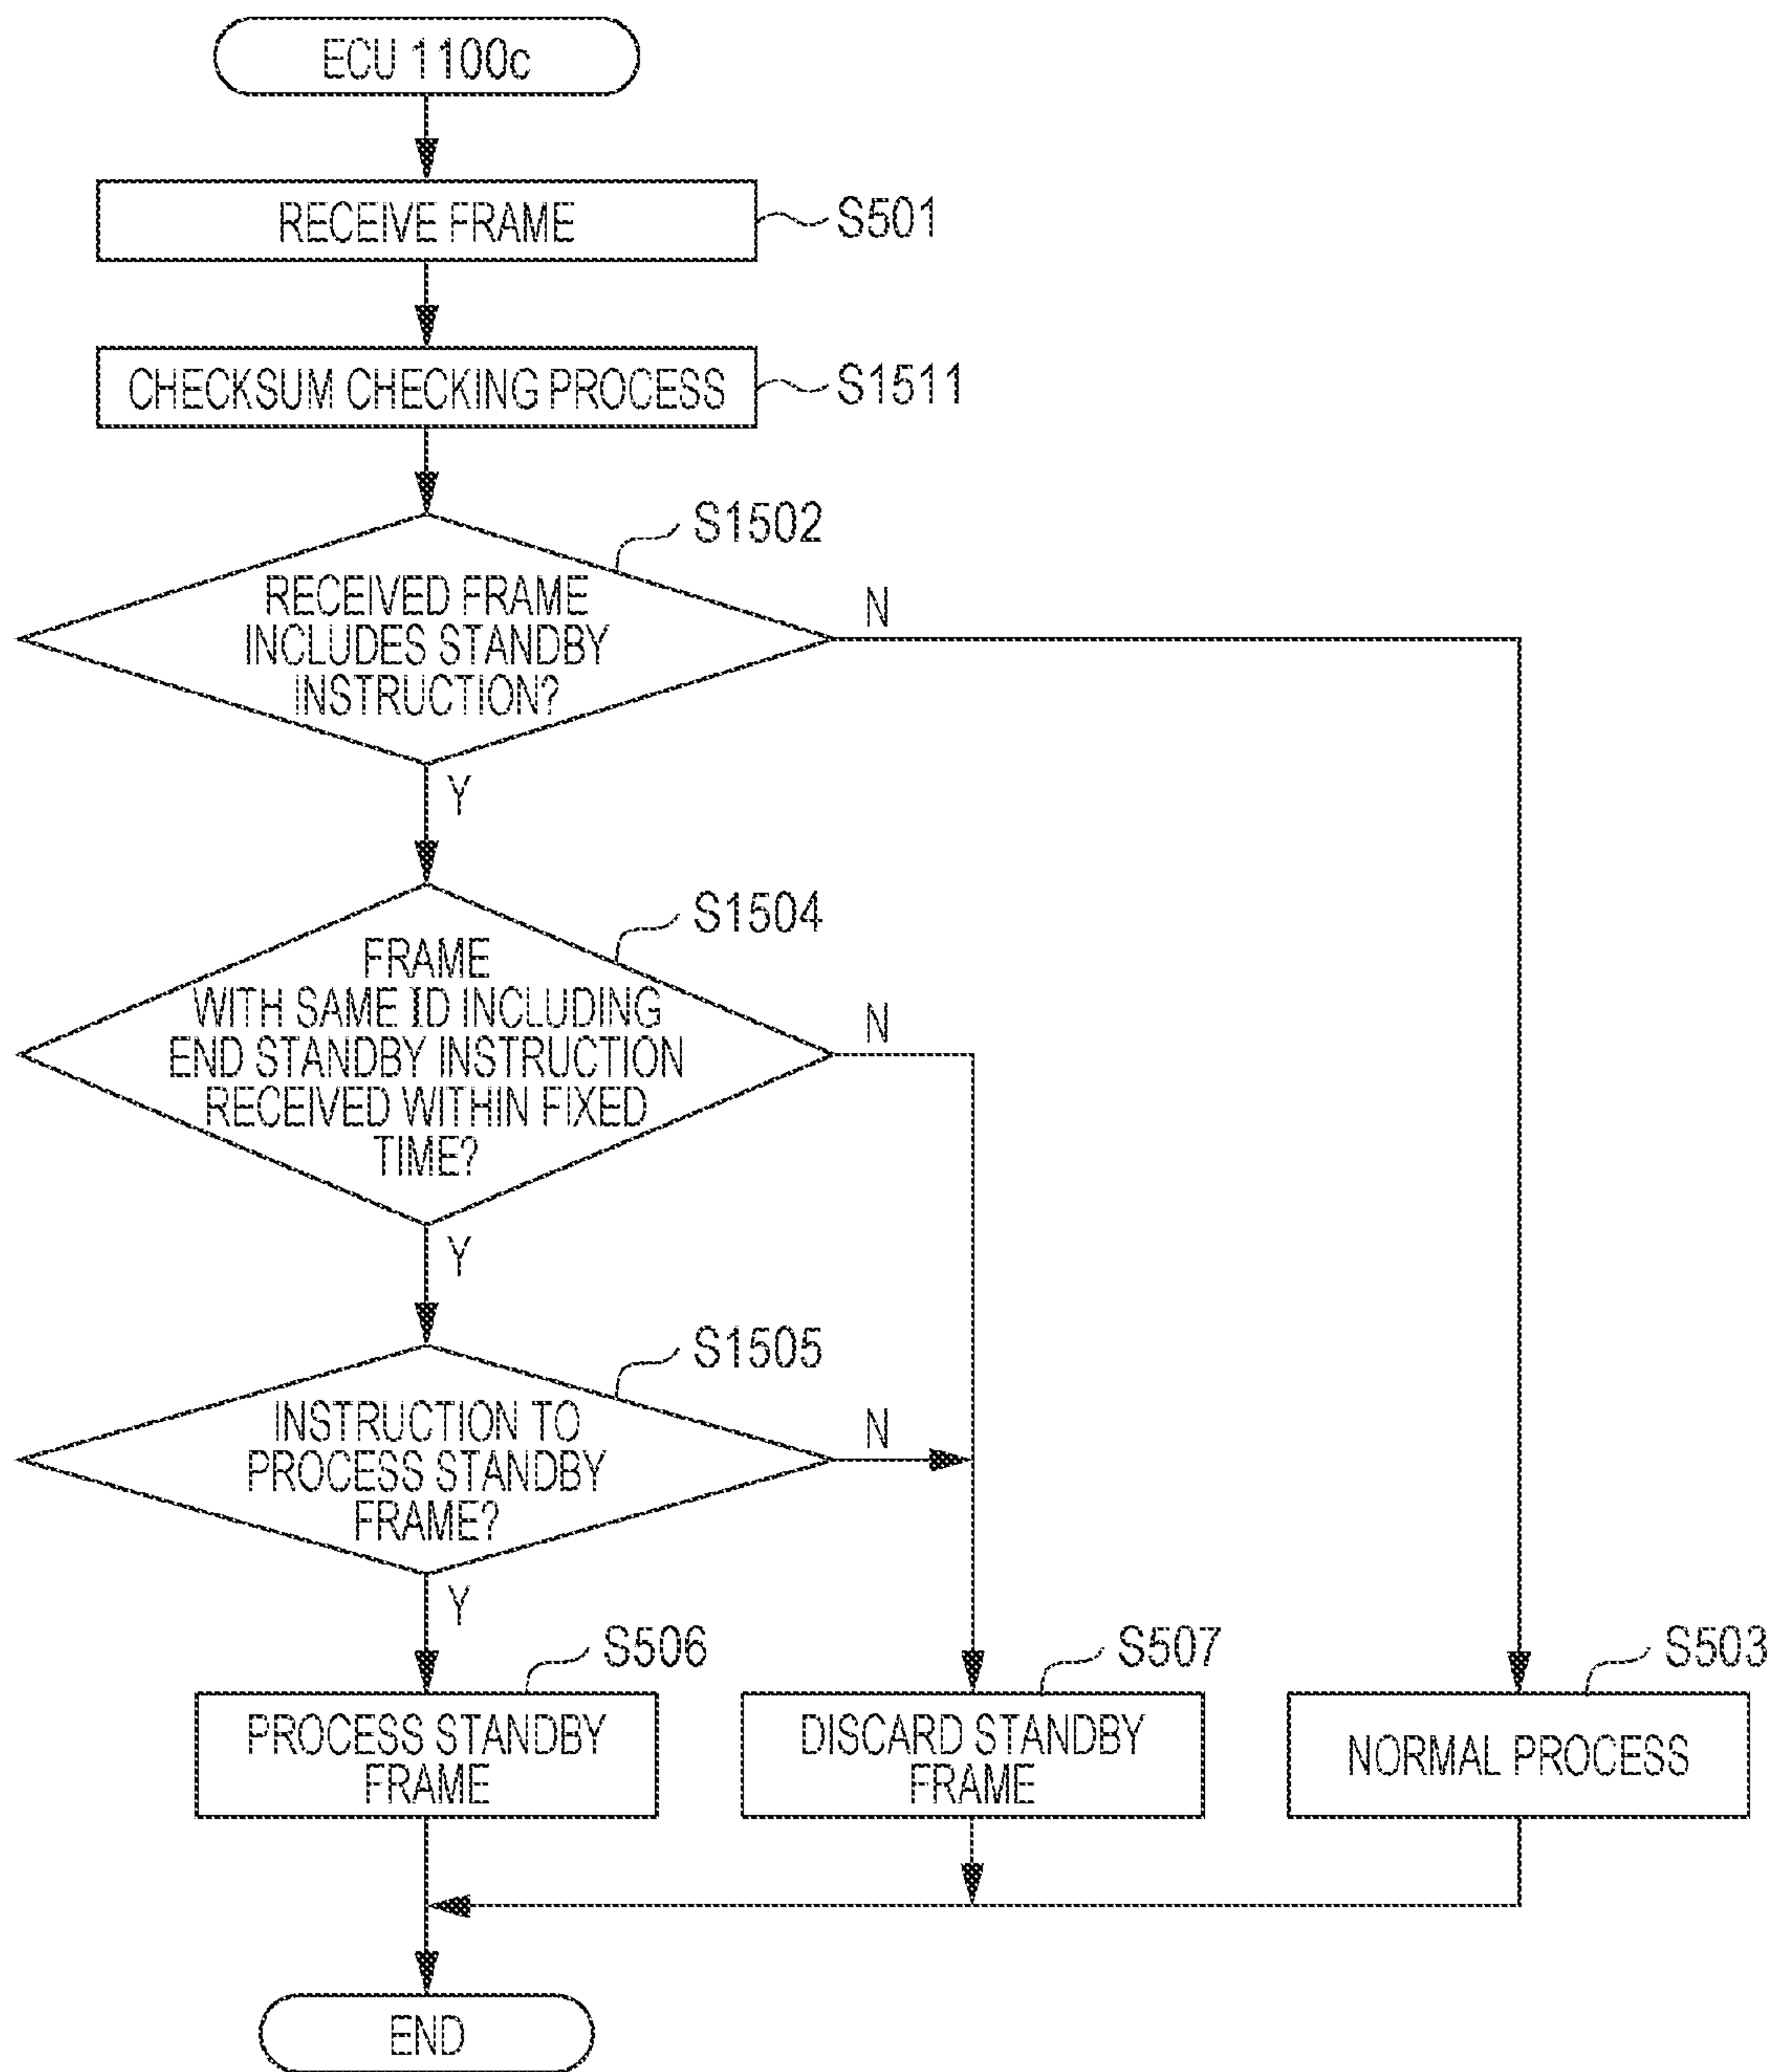 ECU 1100c
RECEIVE FRAME
S501
CHECKSUM CHECKING PROCESS
S1511
S1502
RECEIVED FRAME
INCLUDES STANDBY
INSTRUCTION?
N
Y
S1504
FRAME
WITH SAME ID INCLUDING
END STANDBY INSTRUCTION
RECEIVED WITHIN FIXED
TIME?
N
Y
S1505
INSTRUCTION TO
PROCESS STANDBY
FRAME?
N
Y
S506
PROCESS STANDBY
FRAME
S507
DISCARD STANDBY
FRAME
S503
NORMAL PROCESS
END